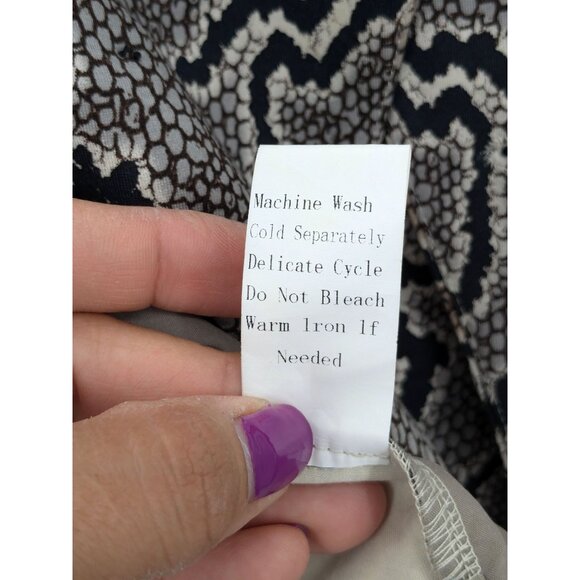 Machine Wash
Cold Separately
Delicate Cycle
Do Not Bleach
Warm Iron If
Needed